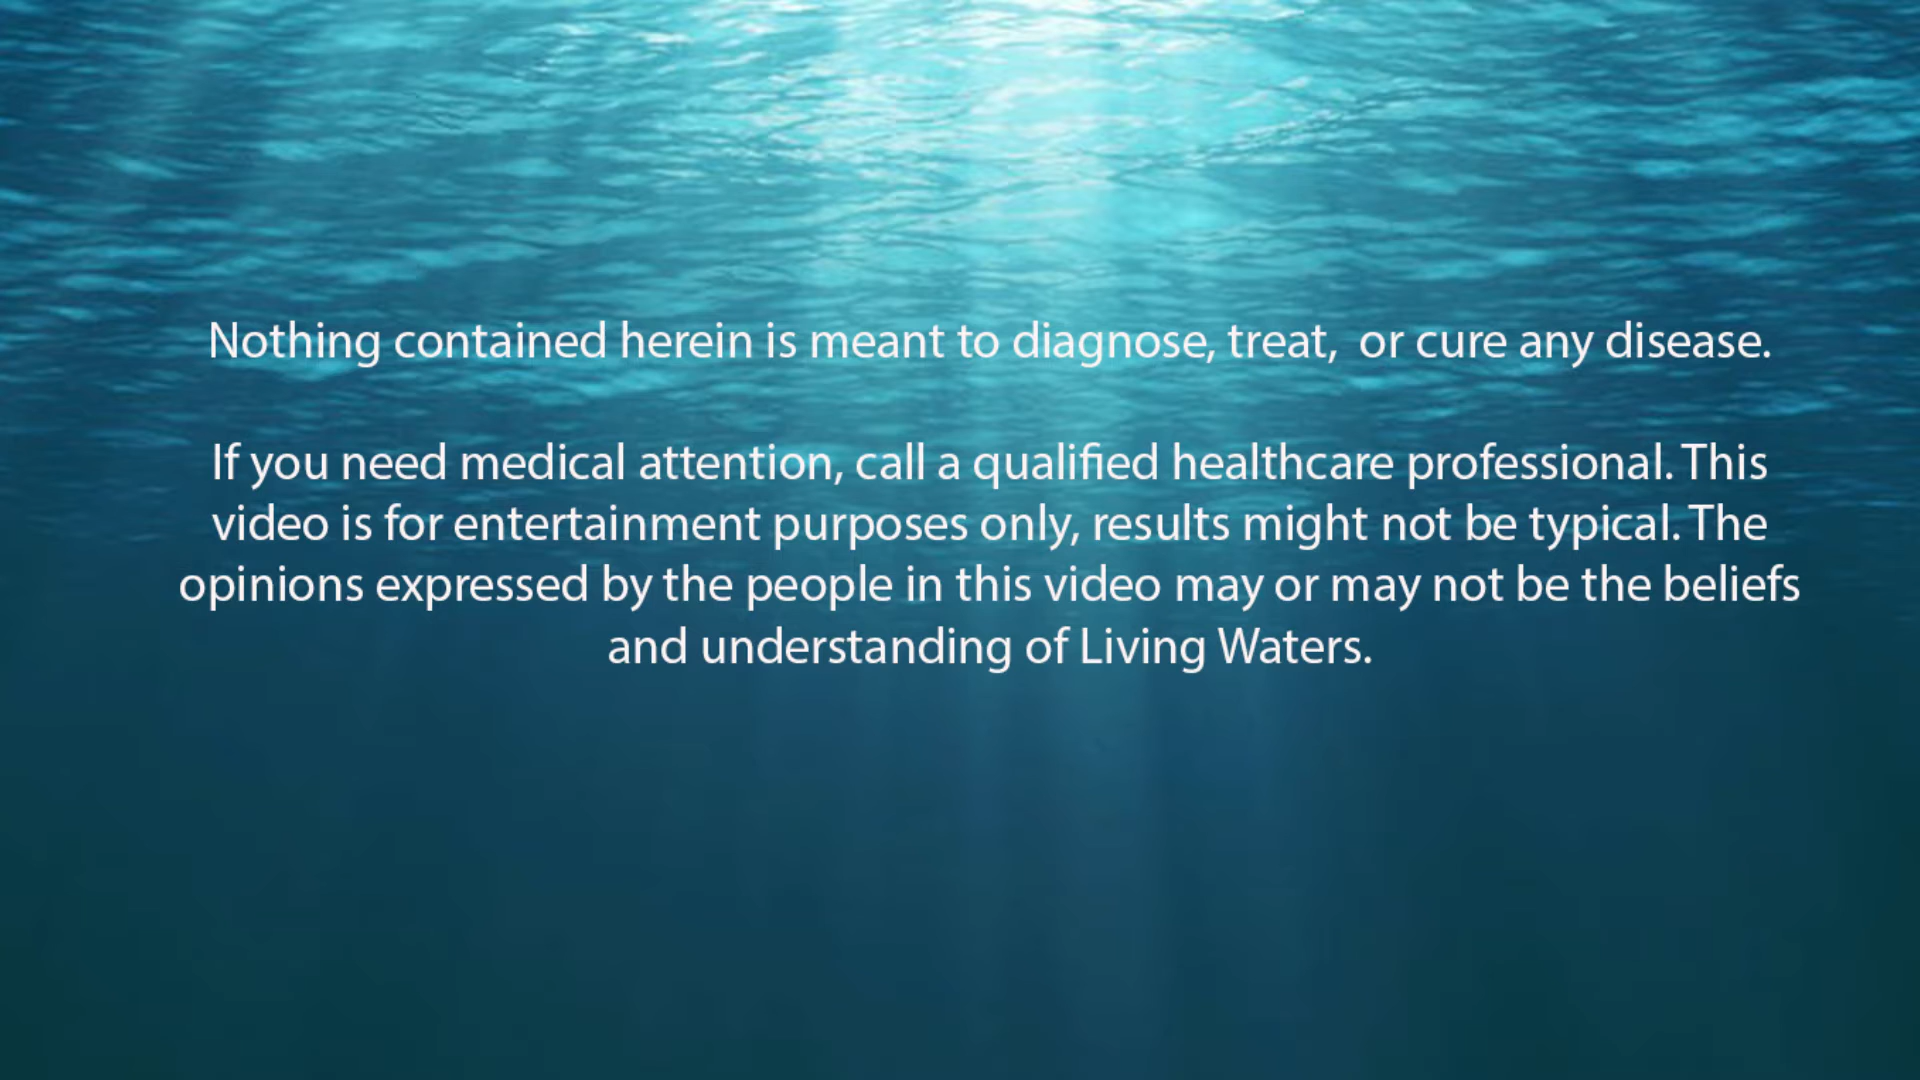 Nothing contained herein is meant to diagnose, treat,  or cure any disease.
If you need medical attention, call a qualified healthcare professional. This
video is for entertainment purposes only, results might not be typical. The
opinions expressed by the people in this video may or may not be the beliefs
and understanding of Living Waters.